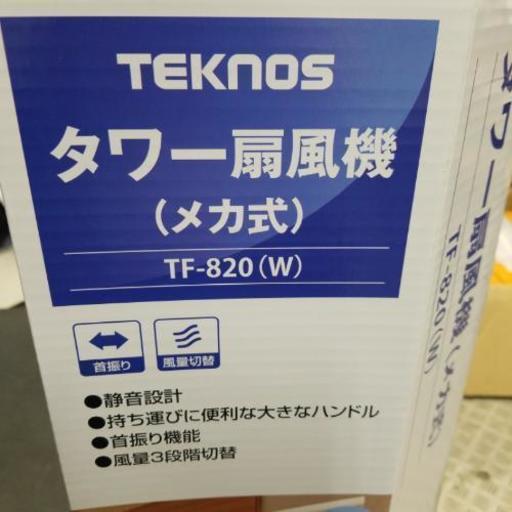 TEKNOS
タワー扇風機
(メカ式)
TF-820(W)
首振り
風量切替
●静音設計
●持ち運びに便利な大きなハンドル
●首振り機能
●風量3段階切替
タワー扇風機(メカ式)
TF-820(W)